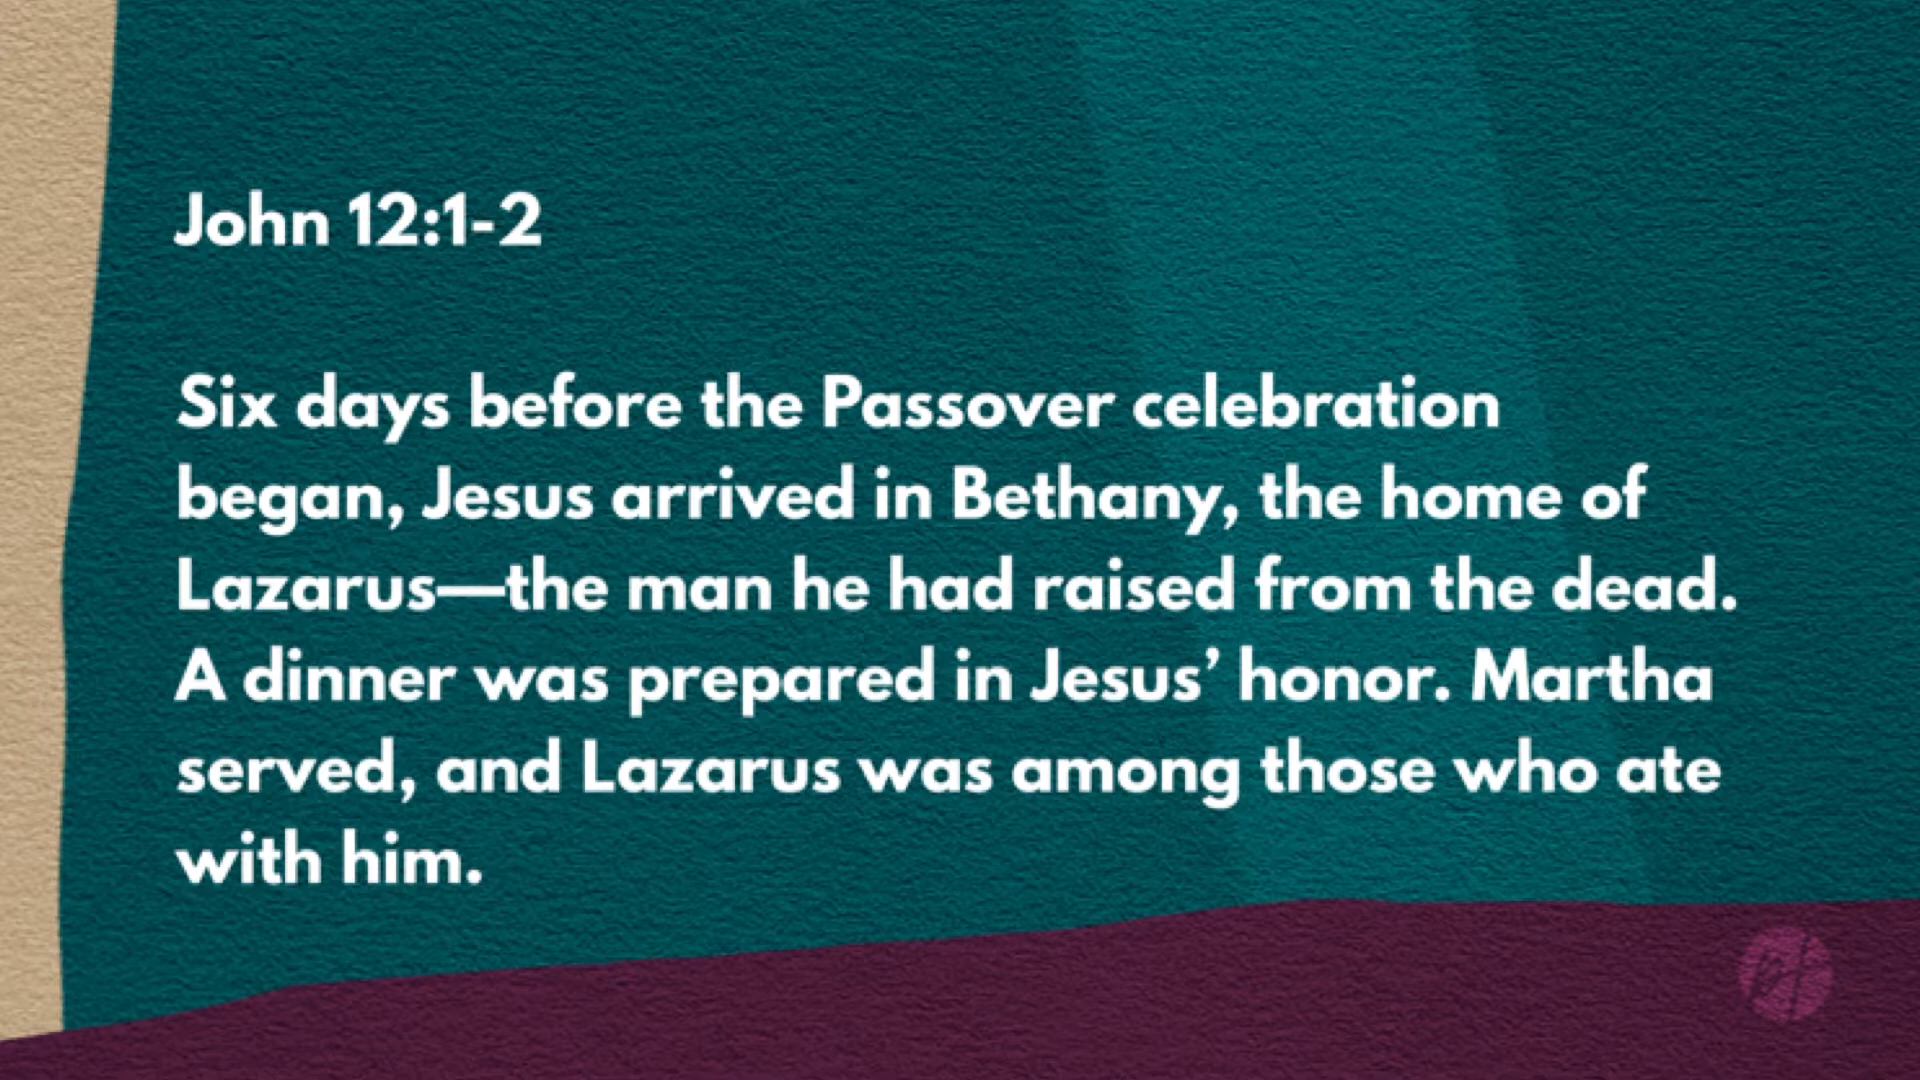 John 12:1-2
Six days before the Passover celebration
began, Jesus arrived in Bethany, the home of
Lazarus—the man he had raised from the dead.
A dinner was prepared in Jesus’ honor. Martha
served, and Lazarus was among those who ate
with him.